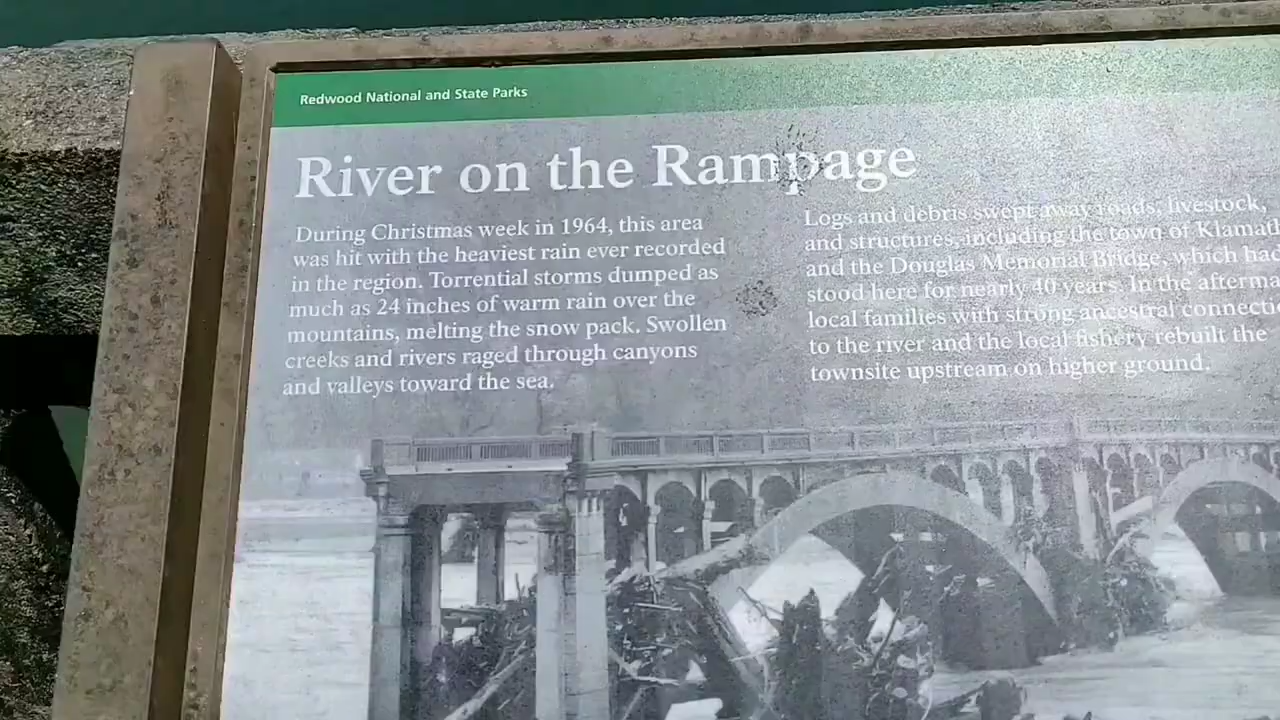 Redwood National and State Parks
River on the Rampage
During Christmas week in 1964, this area
was hit with the heaviest rain ever recorded
in the region. Torrential storms dumped as
much as 24 inches of warm rain over the
mountains, melting the snow pack. Swollen
creeks and rivers raged through canyons
and valleys toward the sea.
Logs and debris swept away roads, livestock,
and structures, including the town of Klamath
and the Douglas Memorial Bridge, which had
stood here for nearly 40 years. In the
local families with strong ancestral
to the river and the local fishery rebuilt the
townsite upstream on higher ground.